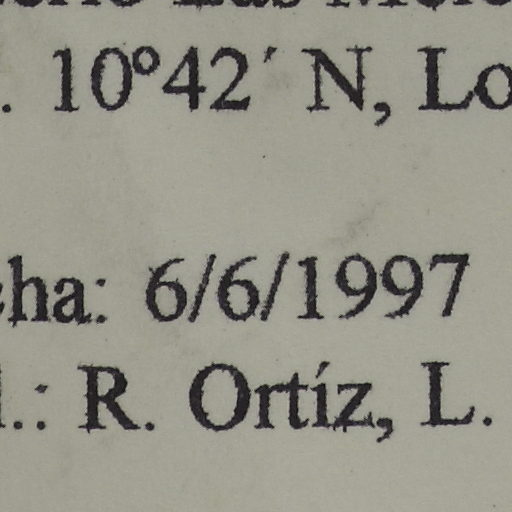 . 10°42´ N, Lo
cha: 6/6/1997
l.: R. Ortíz, L.